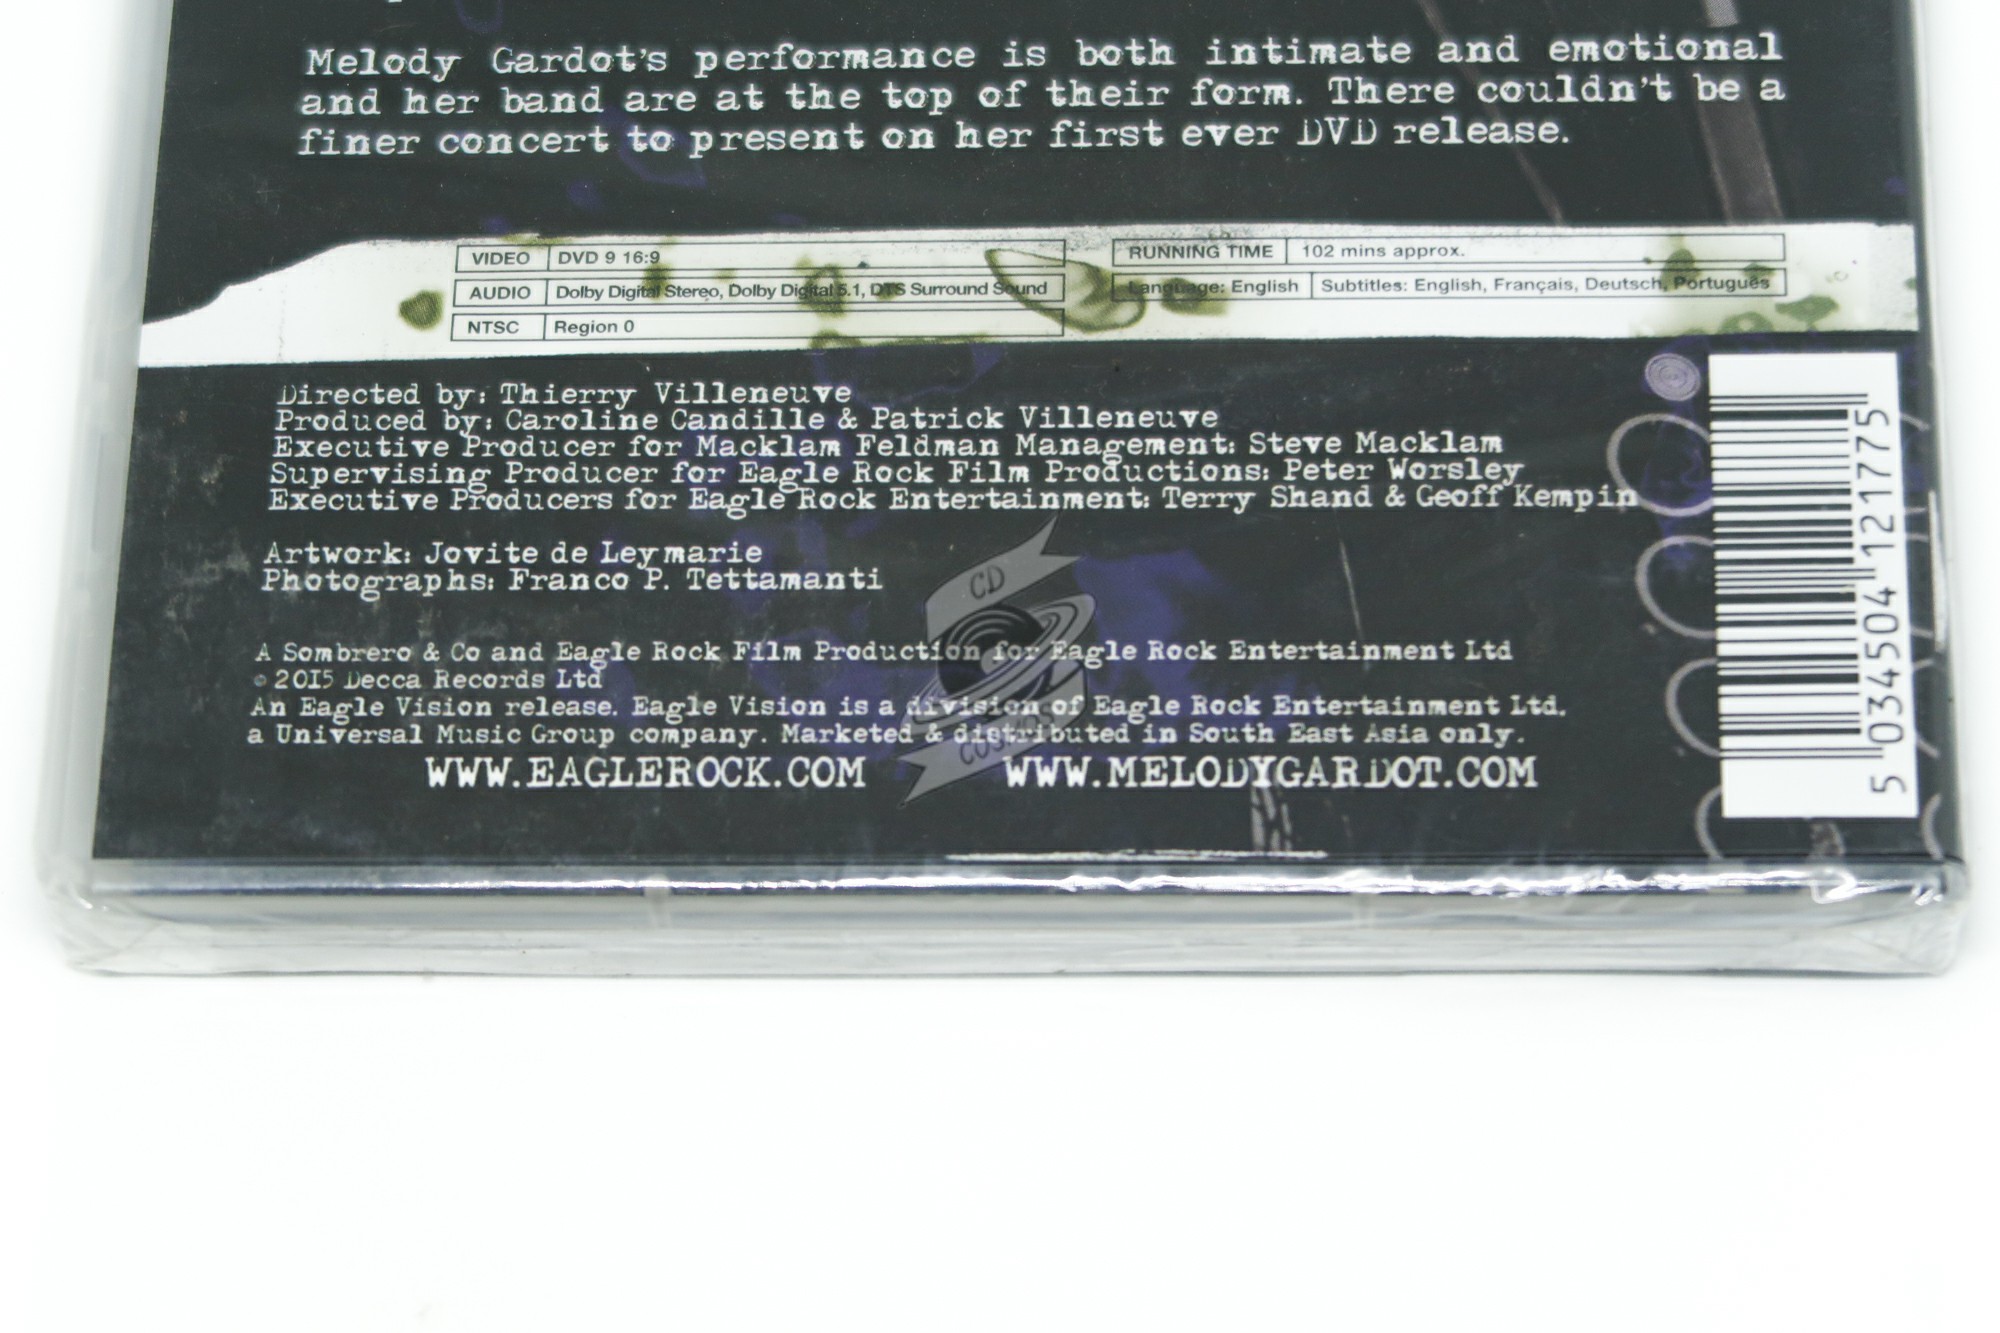 Melody Gardot's performance is both intimate and emotional
and her band are at the top of their form. There couldn't be a
finer concert to present on her first ever DVD release.
VIDEO DVD 9 16:9
AUDIO Dolby Digital Stereo, Dolby Digital 5.1, DTS Surround Sound
NTSC Region 0
RUNNING TIME 102 mins approx.
Language: English Subtitles: English, Français, Deutsch, Português
Directed by: Thierry Villeneuve
Produced by: Caroline Candille & Patrick Villeneuve
Executive Producer for Macklam Feldman Management: Steve Macklam
Supervising Producer for Eagle Rock Film Productions: Peter Worsley
Executive Producers for Eagle Rock Entertainment: Terry Shand & Geoff Kempin
Artwork: Jovite de Leymarie
Photographs: Franco P. Tettamanti
A Sombrero & Co and Eagle Rock Film Production for Eagle Rock Entertainment Ltd
© 2015 Decca Records Ltd
An Eagle Vision release. Eagle Vision is a division of Eagle Rock Entertainment Ltd.
a Universal Music Group company. Marketed & distributed in South East Asia only.
WWW.EAGLEROCK.COM WWW.MELODYGARDOT.COM
5 034504 121775
CD
COSMOS